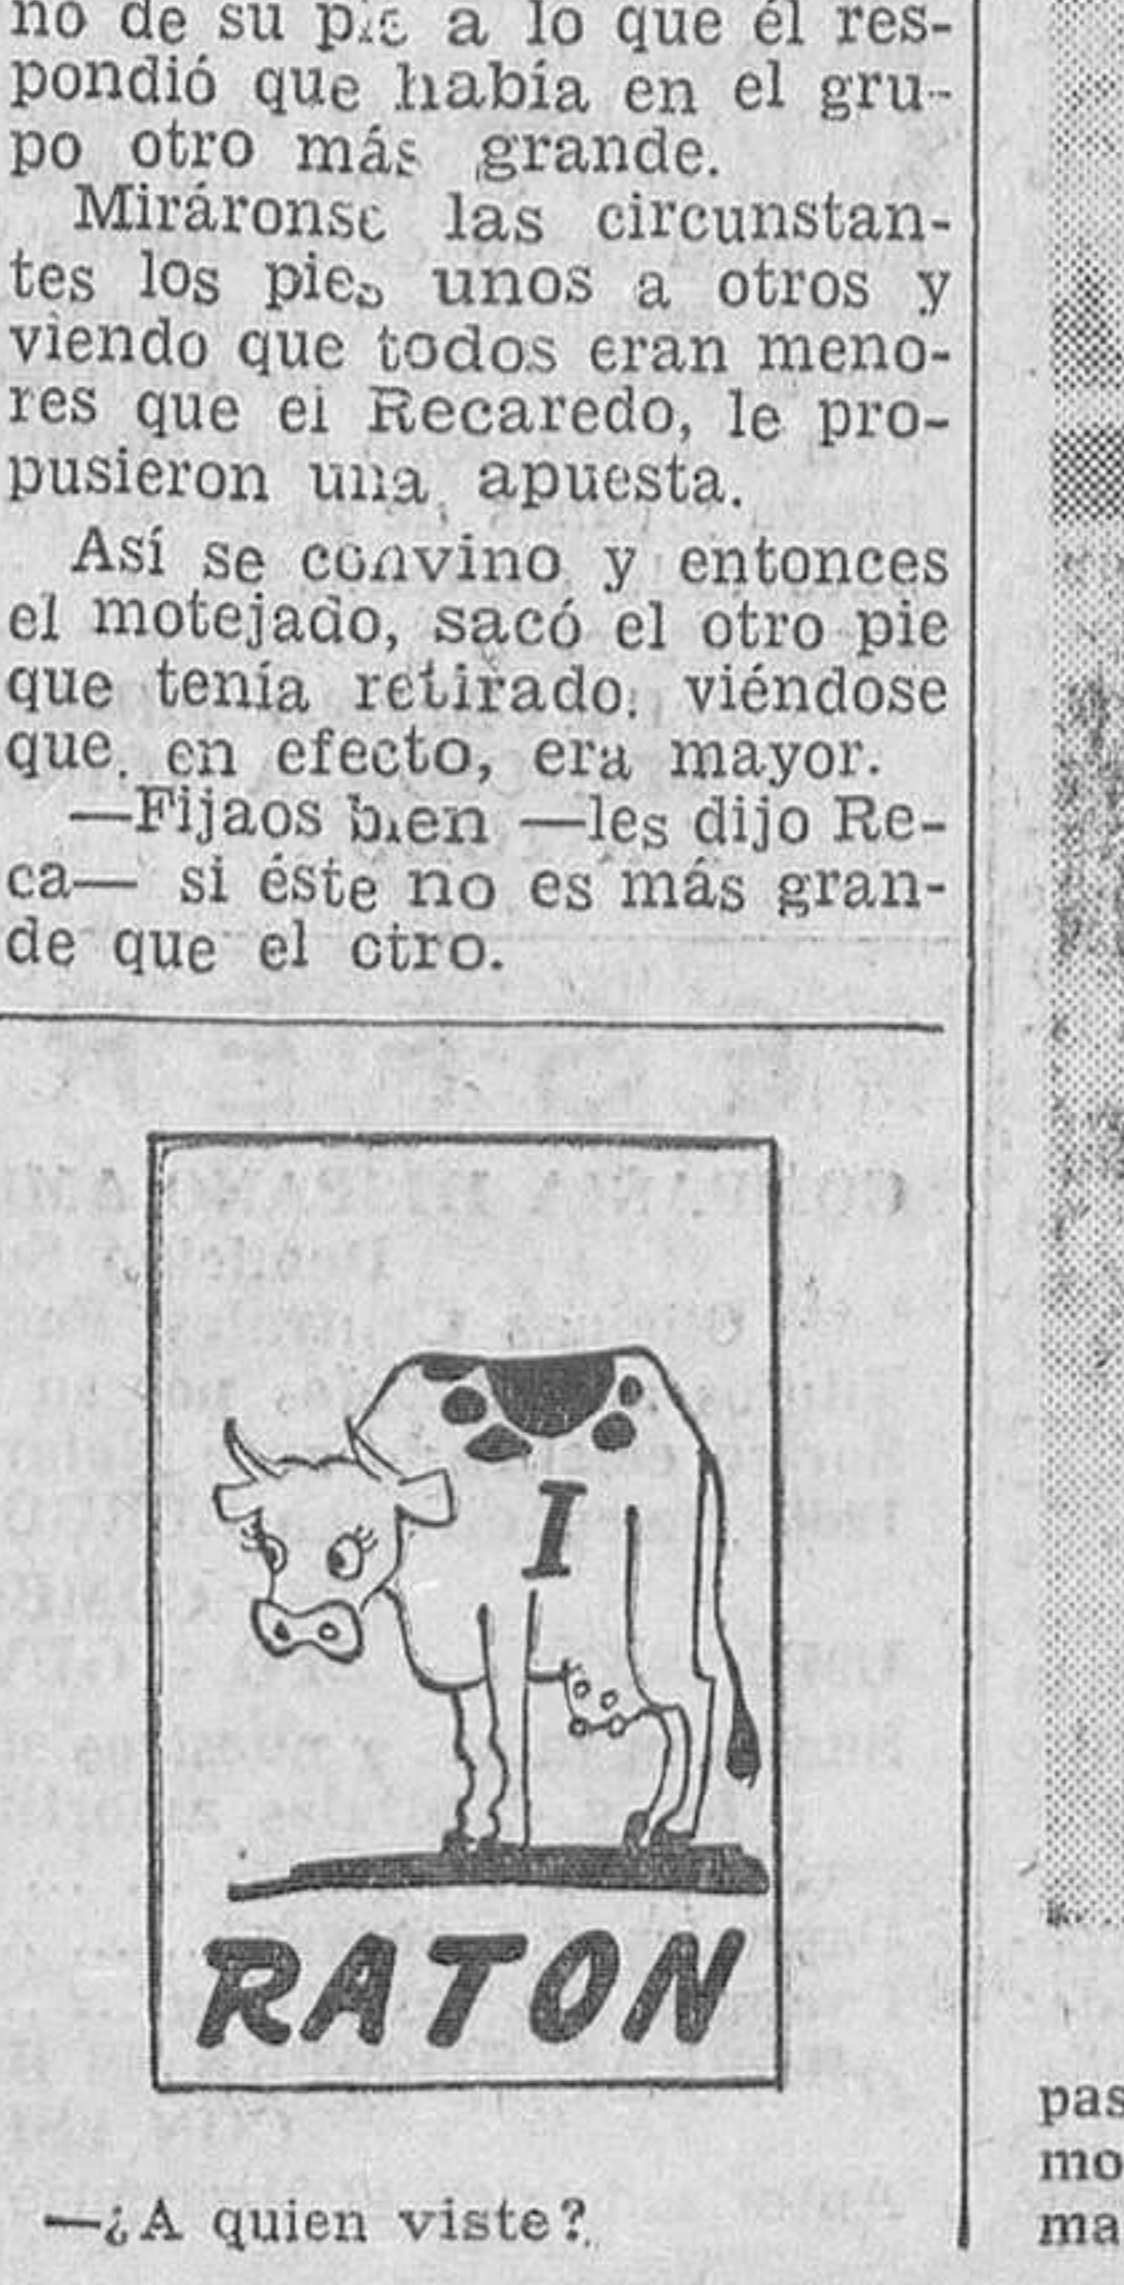 no de su pie a lo que él res-
pondió que había en el gru-
po otro más grande.
Miráronse las circunstan-
tes los pies unos a otros y
viendo que todos eran meno-
res que el Recaredo, le pro-
pusieron una apuesta.
Así se convino y entonces
el motejado, sacó el otro pie
que tenía retirado, viéndose
que, en efecto, era mayor.
—Fijaos bien —les dijo Re-
ca— si éste no es más gran-
de que el otro.
I
RATON
—¿A quien viste?
pas
mo
ma